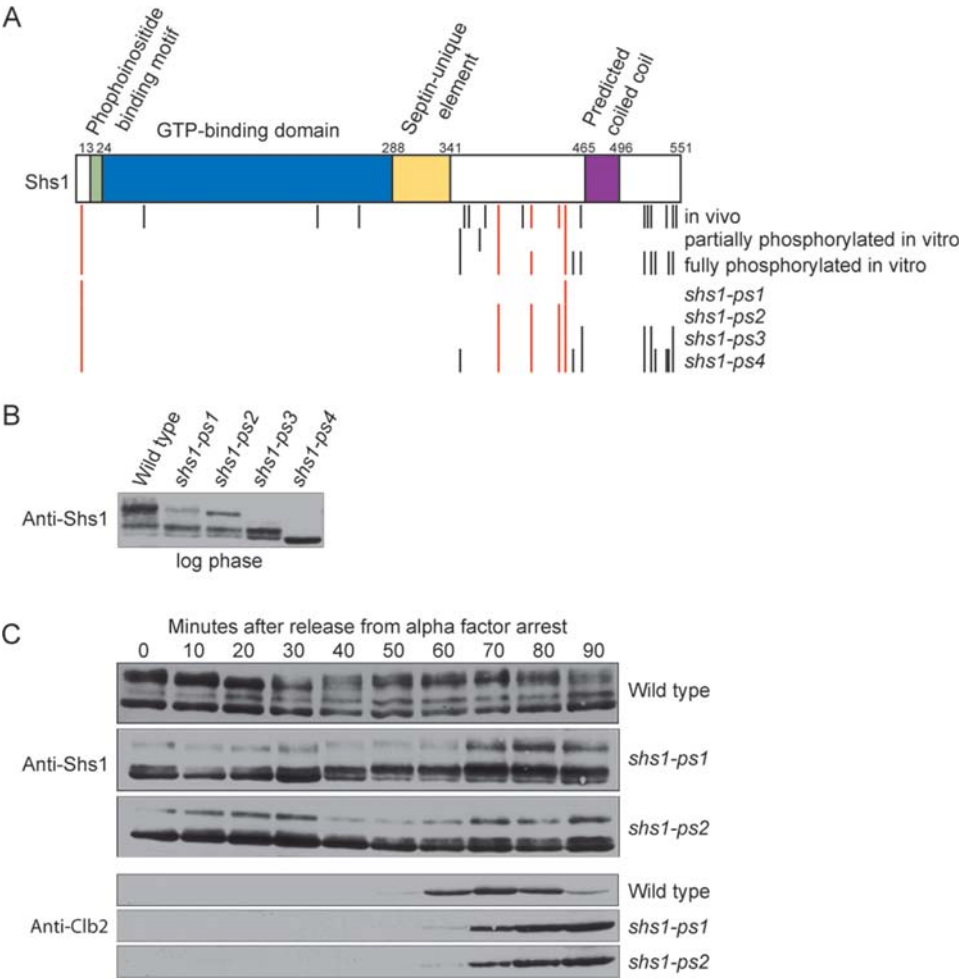 A
Phophoinositide
binding motif
GTP-binding domain
Septin-unique
element
Predicted
coiled coil
13 24 288 341 465 496 551
Shs1
in vivo
partially phosphorylated in vitro
fully phosphorylated in vitro
shs1-ps1
shs1-ps2
shs1-ps3
shs1-ps4
B
Wild type
shs1-ps1
shs1-ps2
shs1-ps3
shs1-ps4
Anti-Shs1
log phase
C
Minutes after release from alpha factor arrest
0 10 20 30 40 50 60 70 80 90
Wild type
Anti-Shs1
shs1-ps1
shs1-ps2
Wild type
Anti-Clb2
shs1-ps1
shs1-ps2